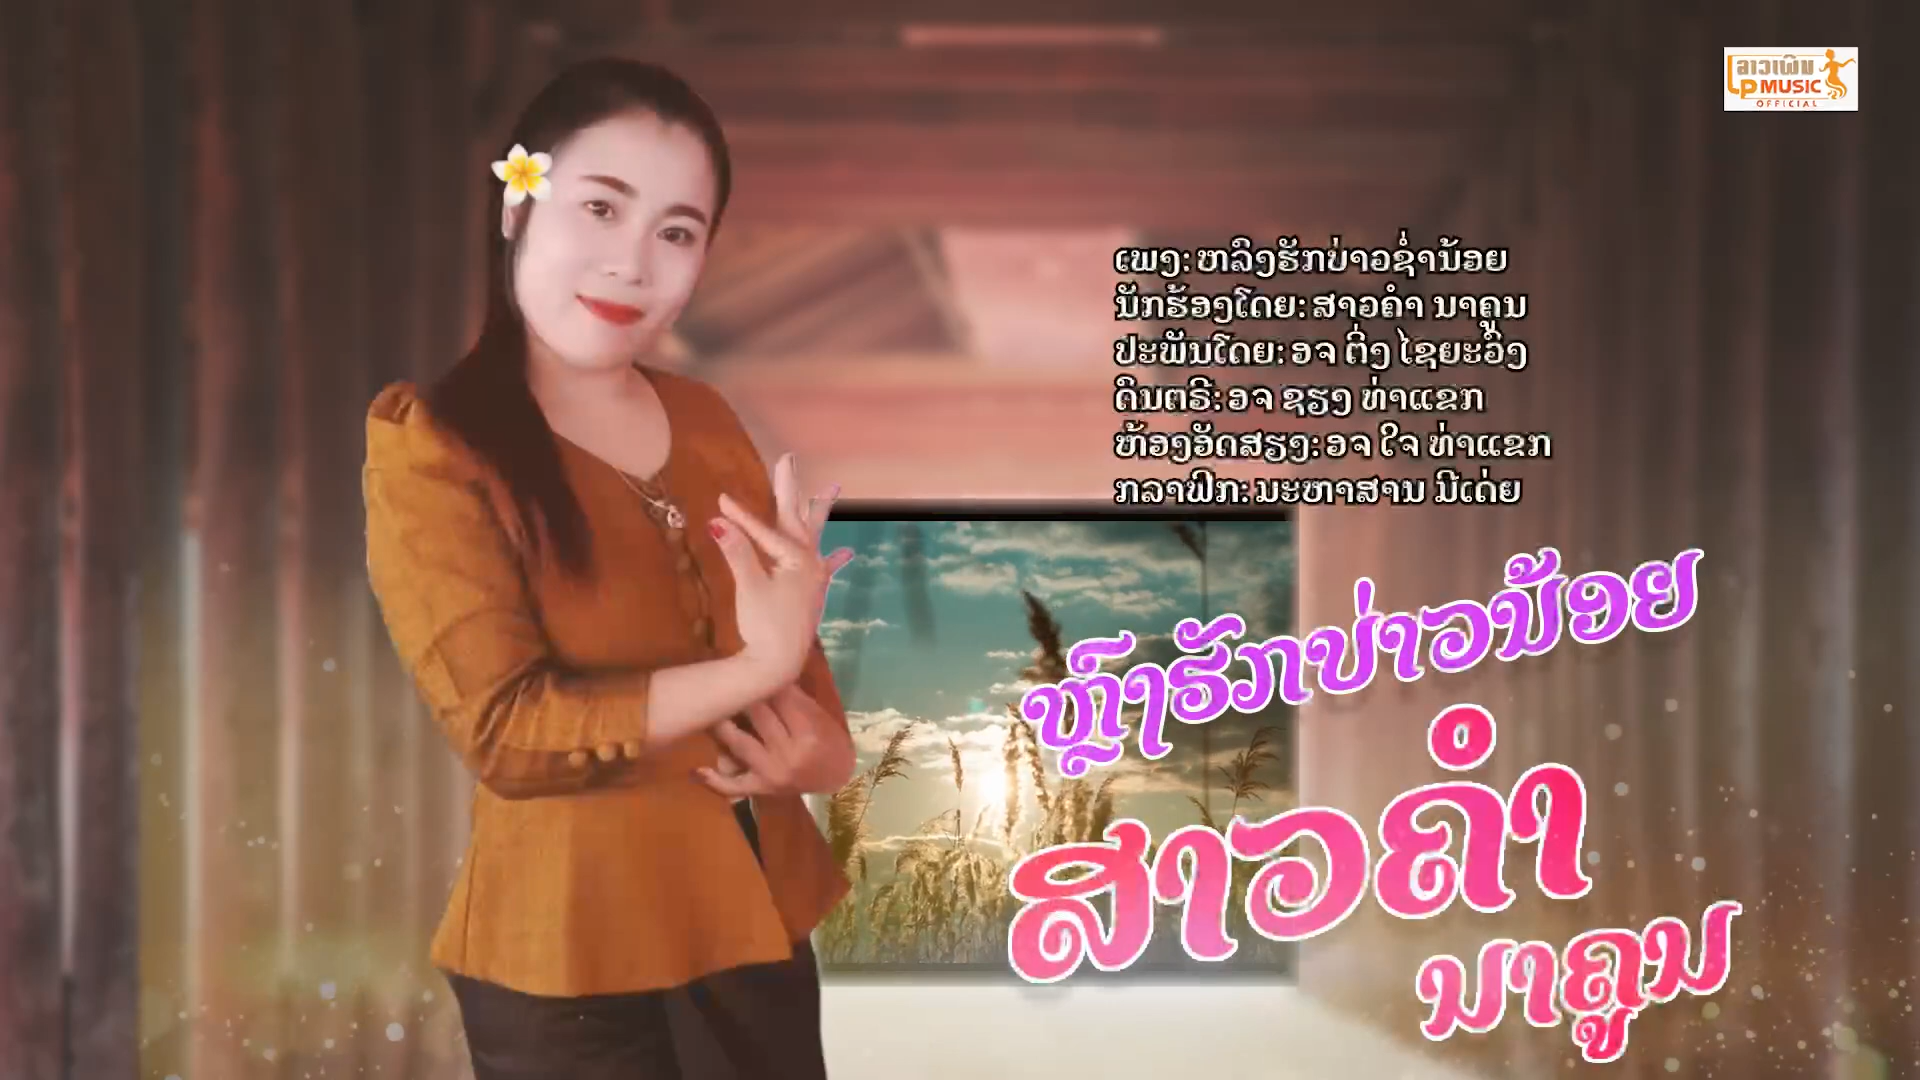 ລາວເພີນ
LP MUSIC
OFFICIAL
ເພງ: ຫລົງຮັກບ່າວຊ່ຳນ້ອຍ
ນັກຮ້ອງໂດຍ: ສາວຄຳ ນາຄູນ
ປະພັນໂດຍ: ອຈ ຕິ່ງ ໄຊຍະວົງ
ດົນຕຣີ: ອຈ ຊຽງ ທ່າແຂກ
ຫ້ອງອັດສຽງ: ອຈ ໃຈ ທ່າແຂກ
ກລາຟິກ: ມະຫາສານ ມີເດ່ຍ
ຫຼົງຮັກບ່າວນ້ອຍ
ສາວຄຳ
ນາຄູນ